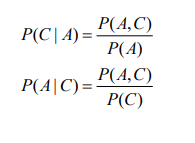 P(C | A) = P(A,C) / P(A)
P(A | C) = P(A,C) / P(C)